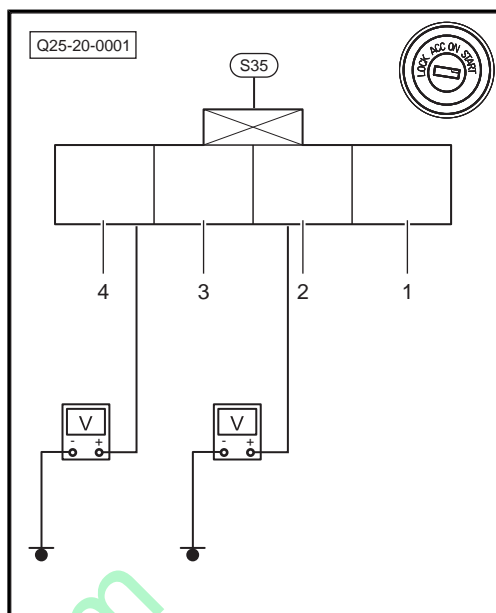 Q25-20-0001
S35
LOCK ACC ON START
4 3 2 1
V V
- + - +
m